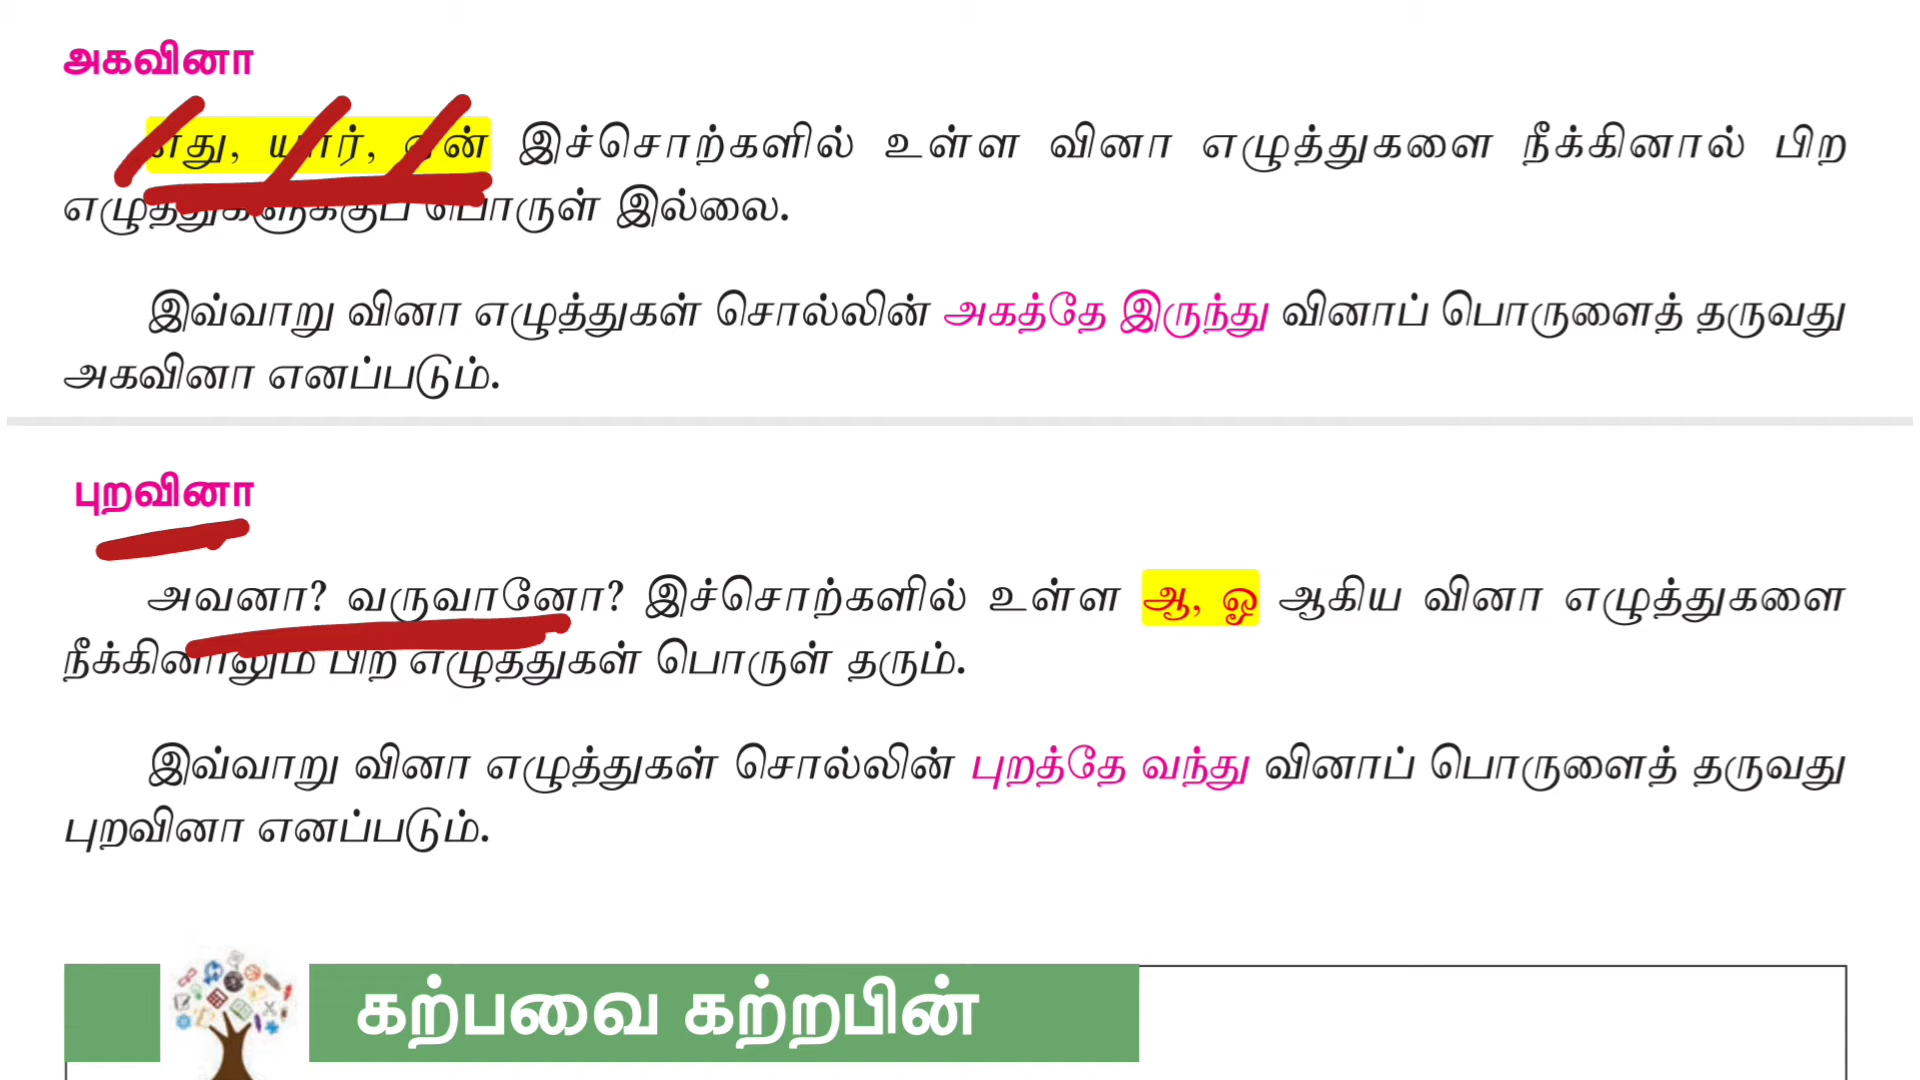 அகவினா
எது, யார், ஏன் இச்சொற்களில் உள்ள வினா எழுத்துகளை நீக்கினால் பிற
எழுத்துகளுக்குப் பொருள் இல்லை.
இவ்வாறு வினா எழுத்துகள் சொல்லின் அகத்தே இருந்து வினாப் பொருளைத் தருவது
அகவினா எனப்படும்.
புறவினா
அவனா? வருவானோ? இச்சொற்களில் உள்ள ஆ, ஓ ஆகிய வினா எழுத்துகளை
நீக்கினாலும் பிற எழுத்துகள் பொருள் தரும்.
இவ்வாறு வினா எழுத்துகள் சொல்லின் புறத்தே வந்து வினாப் பொருளைத் தருவது
புறவினா எனப்படும்.
கற்பவை கற்றபின்